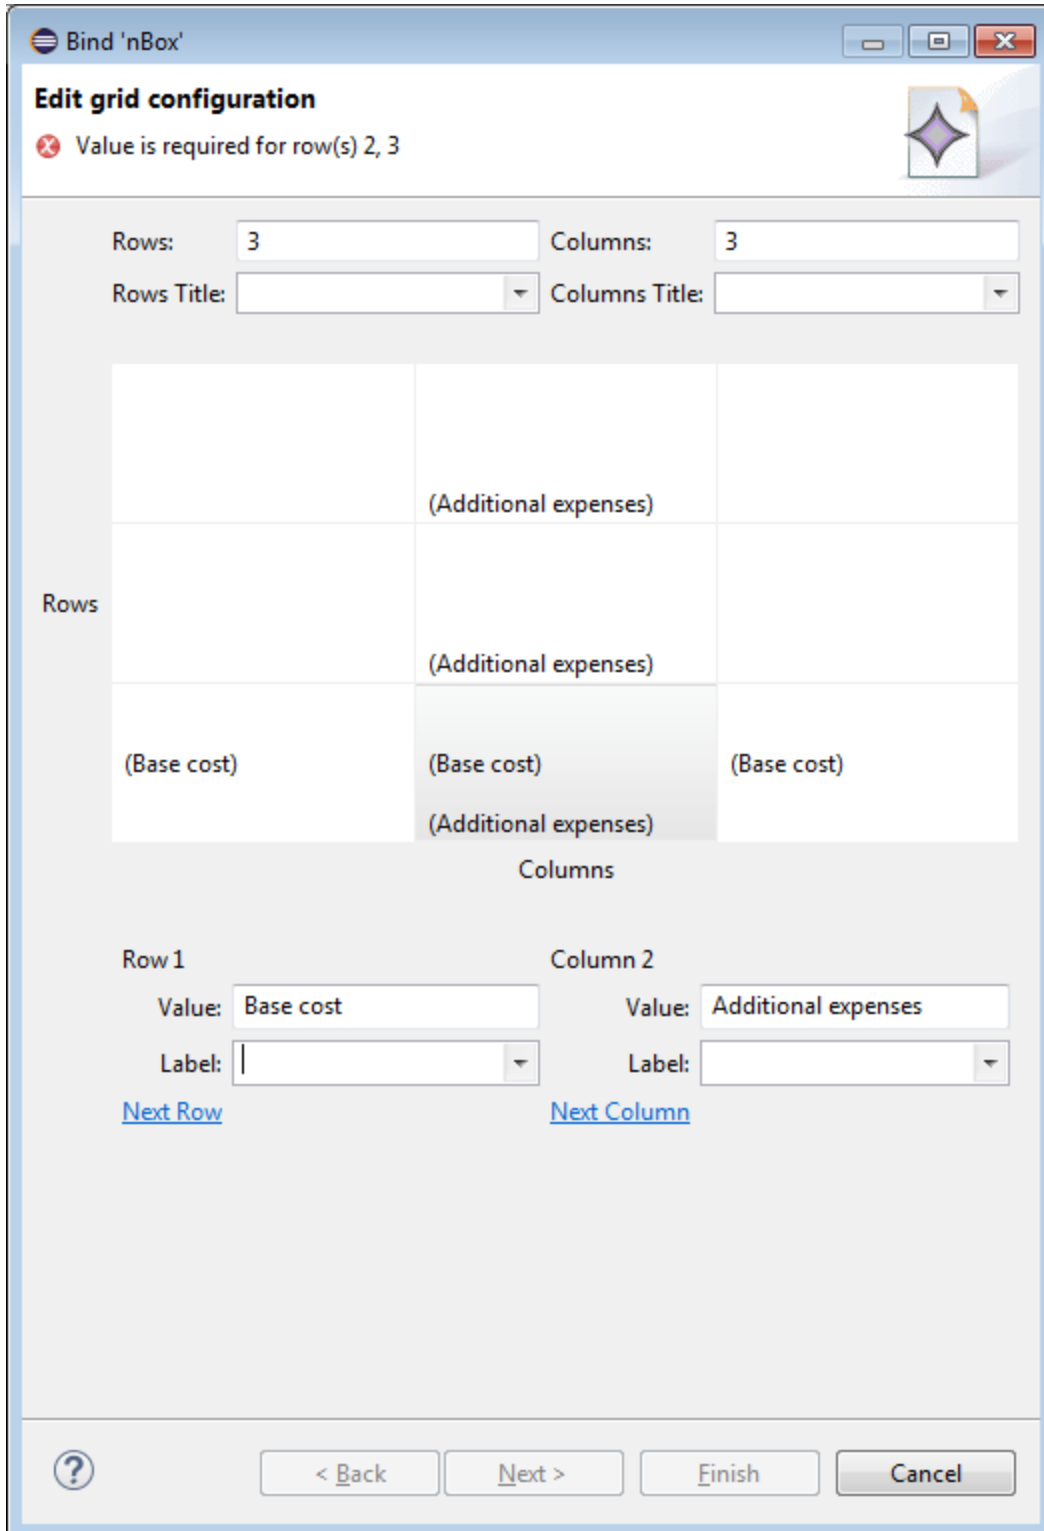 Bind 'nBox'
Edit grid configuration
Value is required for row(s) 2, 3
Rows: 3 Columns: 3
Rows Title: Columns Title:
(Additional expenses)
Rows
(Additional expenses)
(Base cost) (Base cost) (Base cost)
(Additional expenses)
Columns
Row 1 Column 2
Value: Base cost Value: Additional expenses
Label: Label:
Next Row Next Column
? < Back Next > Finish Cancel